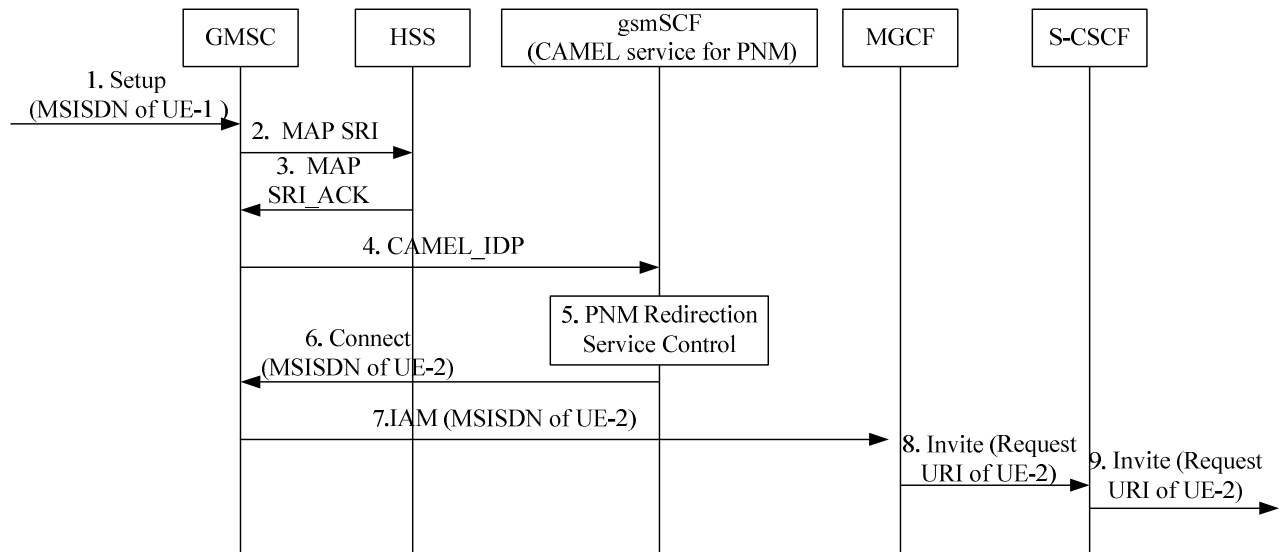 GMSC
HSS
gsmSCF
(CAMEL service for PNM)
MGCF
S-CSCF
1. Setup
(MSISDN of UE-1 )
2. MAP SRI
3. MAP
SRI_ACK
4. CAMEL_IDP
5. PNM Redirection
Service Control
6. Connect
(MSISDN of UE-2)
7.IAM (MSISDN of UE-2)
8. Invite (Request
URI of UE-2)
9. Invite (Request
URI of UE-2)